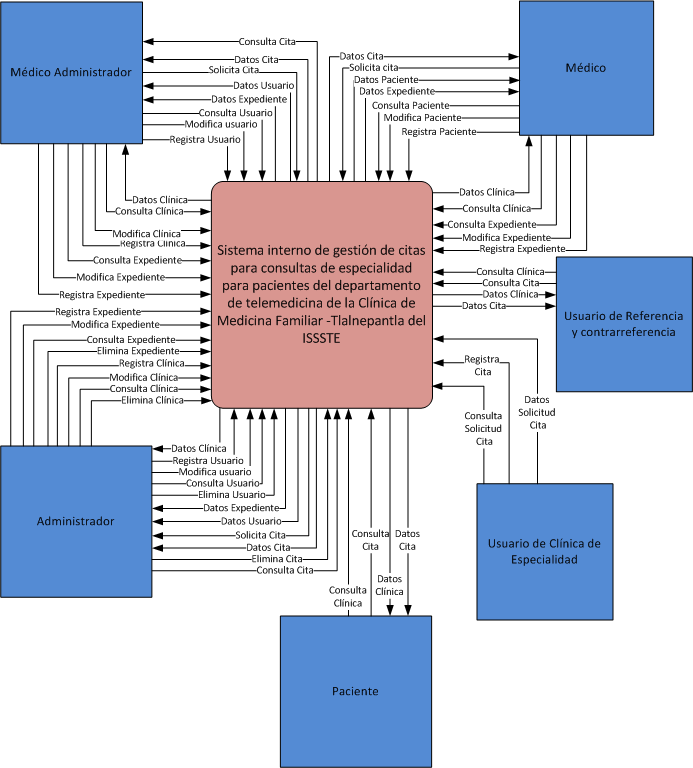 Médico Administrador
Consulta Cita
Datos Cita
Solicita Cita
Datos Usuario
Datos Expediente
Consulta Usuario
Modifica usuario
Registra Usuario
Datos Cita
Solicita cita
Datos Paciente
Datos Expediente
Consulta Paciente
Modifica Paciente
Registra Paciente
Médico
Datos Clínica
Consulta Clínica
Modifica Clínica
Registra Clínica
Consulta Expediente
Modifica Expediente
Registra Expediente
Sistema interno de gestión de citas
para consultas de especialidad
para pacientes del departamento
de telemedicina de la Clínica de
Medicina Familiar -Tlalnepantla del
ISSSTE
Datos Clínica
Consulta Clínica
Consulta Expediente
Modifica Expediente
Registra Expediente
Consulta Clínica
Consulta Cita
Datos Clínica
Datos Cita
Usuario de Referencia
y contrarreferencia
Registra Expediente
Modifica Expediente
Consulta Expediente
Elimina Expediente
Registra Clínica
Modifica Clínica
Consulta Clínica
Elimina Clínica
Registra
Cita
Consulta
Solicitud
Cita
Datos
Solicitud
Cita
Administrador
Datos Clínica
Registra Usuario
Modifica usuario
Consulta Usuario
Elimina Usuario
Datos Expediente
Datos Usuario
Solicita Cita
Datos Cita
Elimina Cita
Consulta Cita
Consulta
Clínica
Consulta
Cita
Datos
Clínica
Datos
Cita
Usuario de Clínica de
Especialidad
Paciente